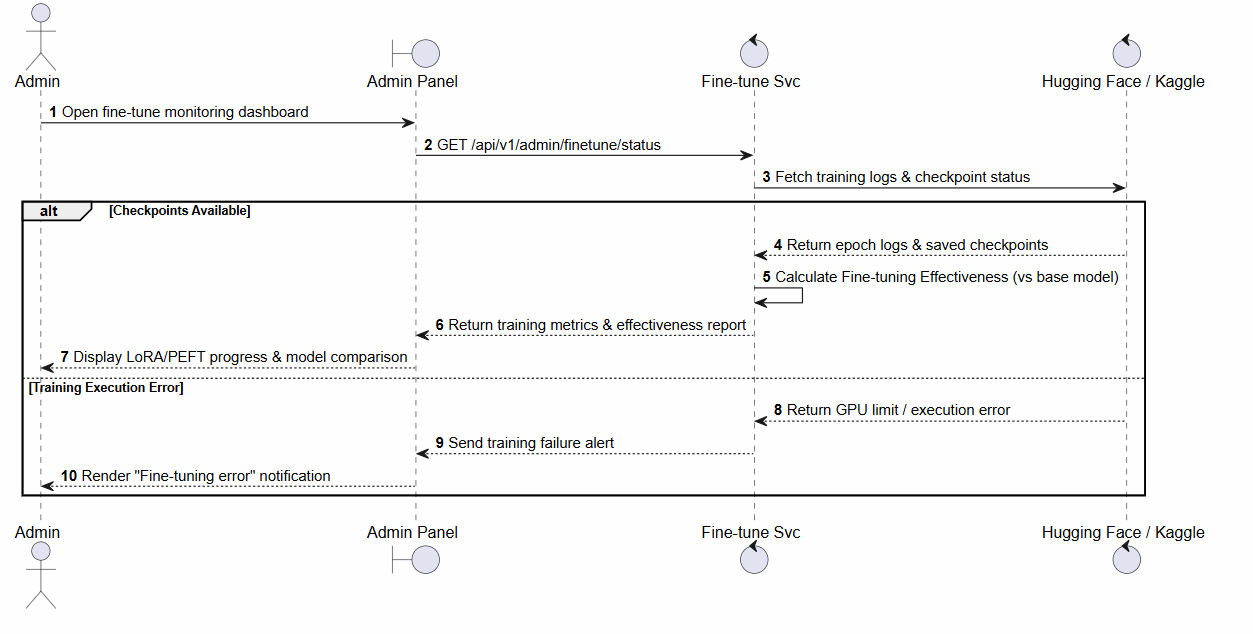 Admin
Admin Panel
Fine-tune Svc
Hugging Face / Kaggle
1 Open fine-tune monitoring dashboard
2 GET /api/v1/admin/finetune/status
3 Fetch training logs & checkpoint status
alt
[Checkpoints Available]
4 Return epoch logs & saved checkpoints
5 Calculate Fine-tuning Effectiveness (vs base model)
6 Return training metrics & effectiveness report
7 Display LoRA/PEFT progress & model comparison
[Training Execution Error]
8 Return GPU limit / execution error
9 Send training failure alert
10 Render "Fine-tuning error" notification
Admin
Admin Panel
Fine-tune Svc
Hugging Face / Kaggle